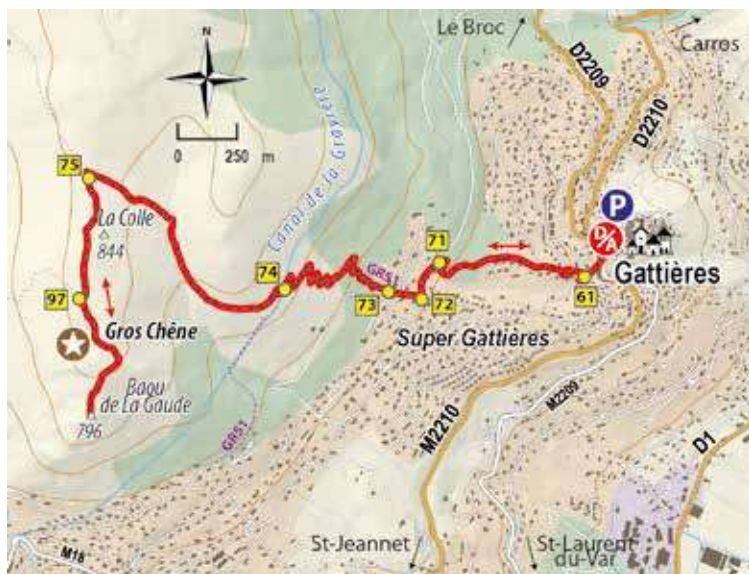 Le Broc
Carros
D2209
D2210
N
0 250 m
Canal de la Gravière
75
La Colle
844
P
D/A
Gattières
71
74
GR51
61
97
73
72
Gros Chêne
Super Gattières
Baou
de La Gaude
796
GR51
M2210
M2209
D1
St-Jeannet
St-Laurent
du-Var
M18